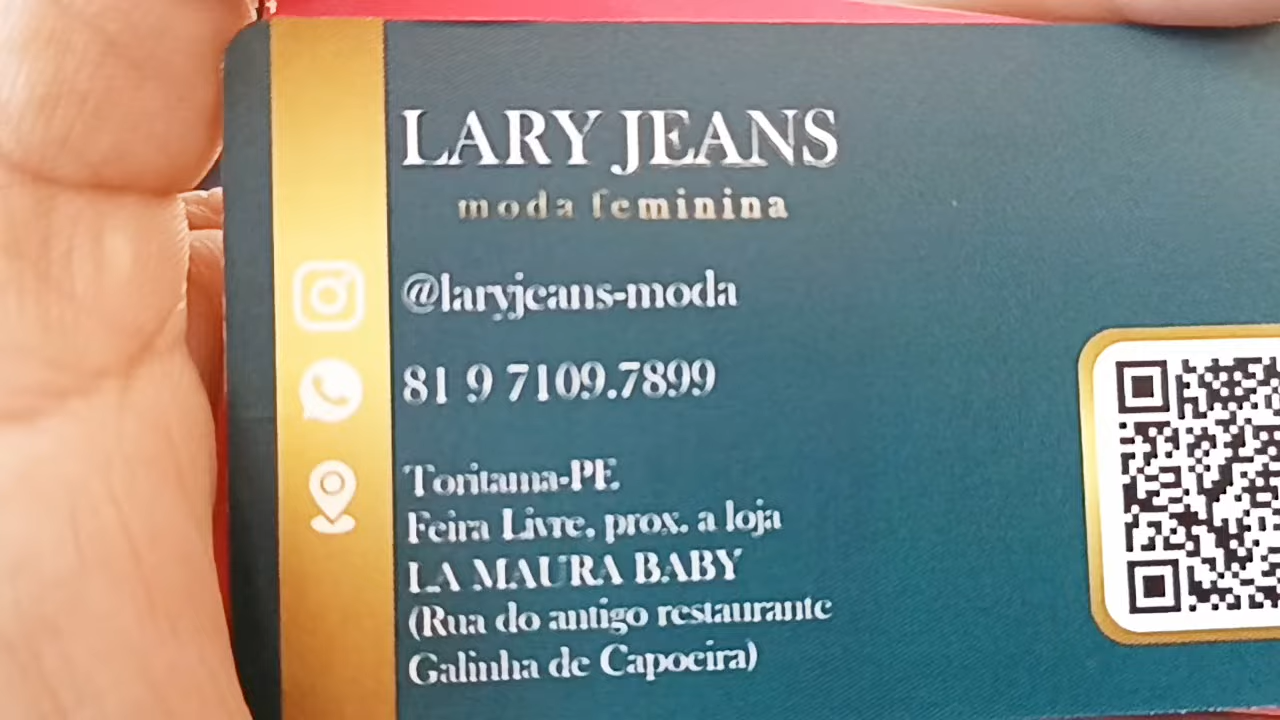 LARY JEANS
moda feminina
@laryjeans-moda
81 9 7109.7899
Toritama-PE
Feira Livre, prox. a loja
LA MAURA BABY
(Rua do antigo restaurante
Galinha de Capoeira)